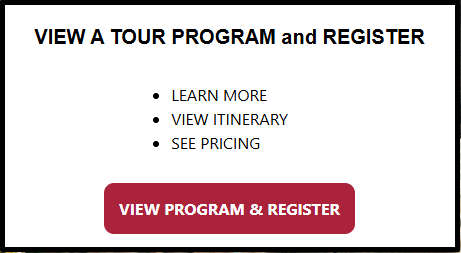 VIEW A TOUR PROGRAM and REGISTER
• LEARN MORE
• VIEW ITINERARY
• SEE PRICING
VIEW PROGRAM & REGISTER